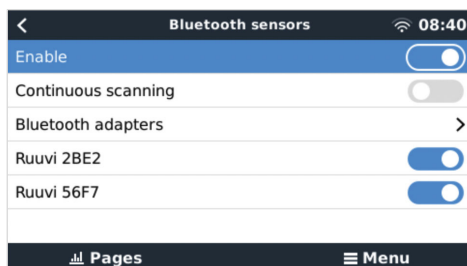 Bluetooth sensors 08:40
Enable
Continuous scanning
Bluetooth adapters
Ruuvi 2BE2
Ruuvi 56F7
Pages Menu